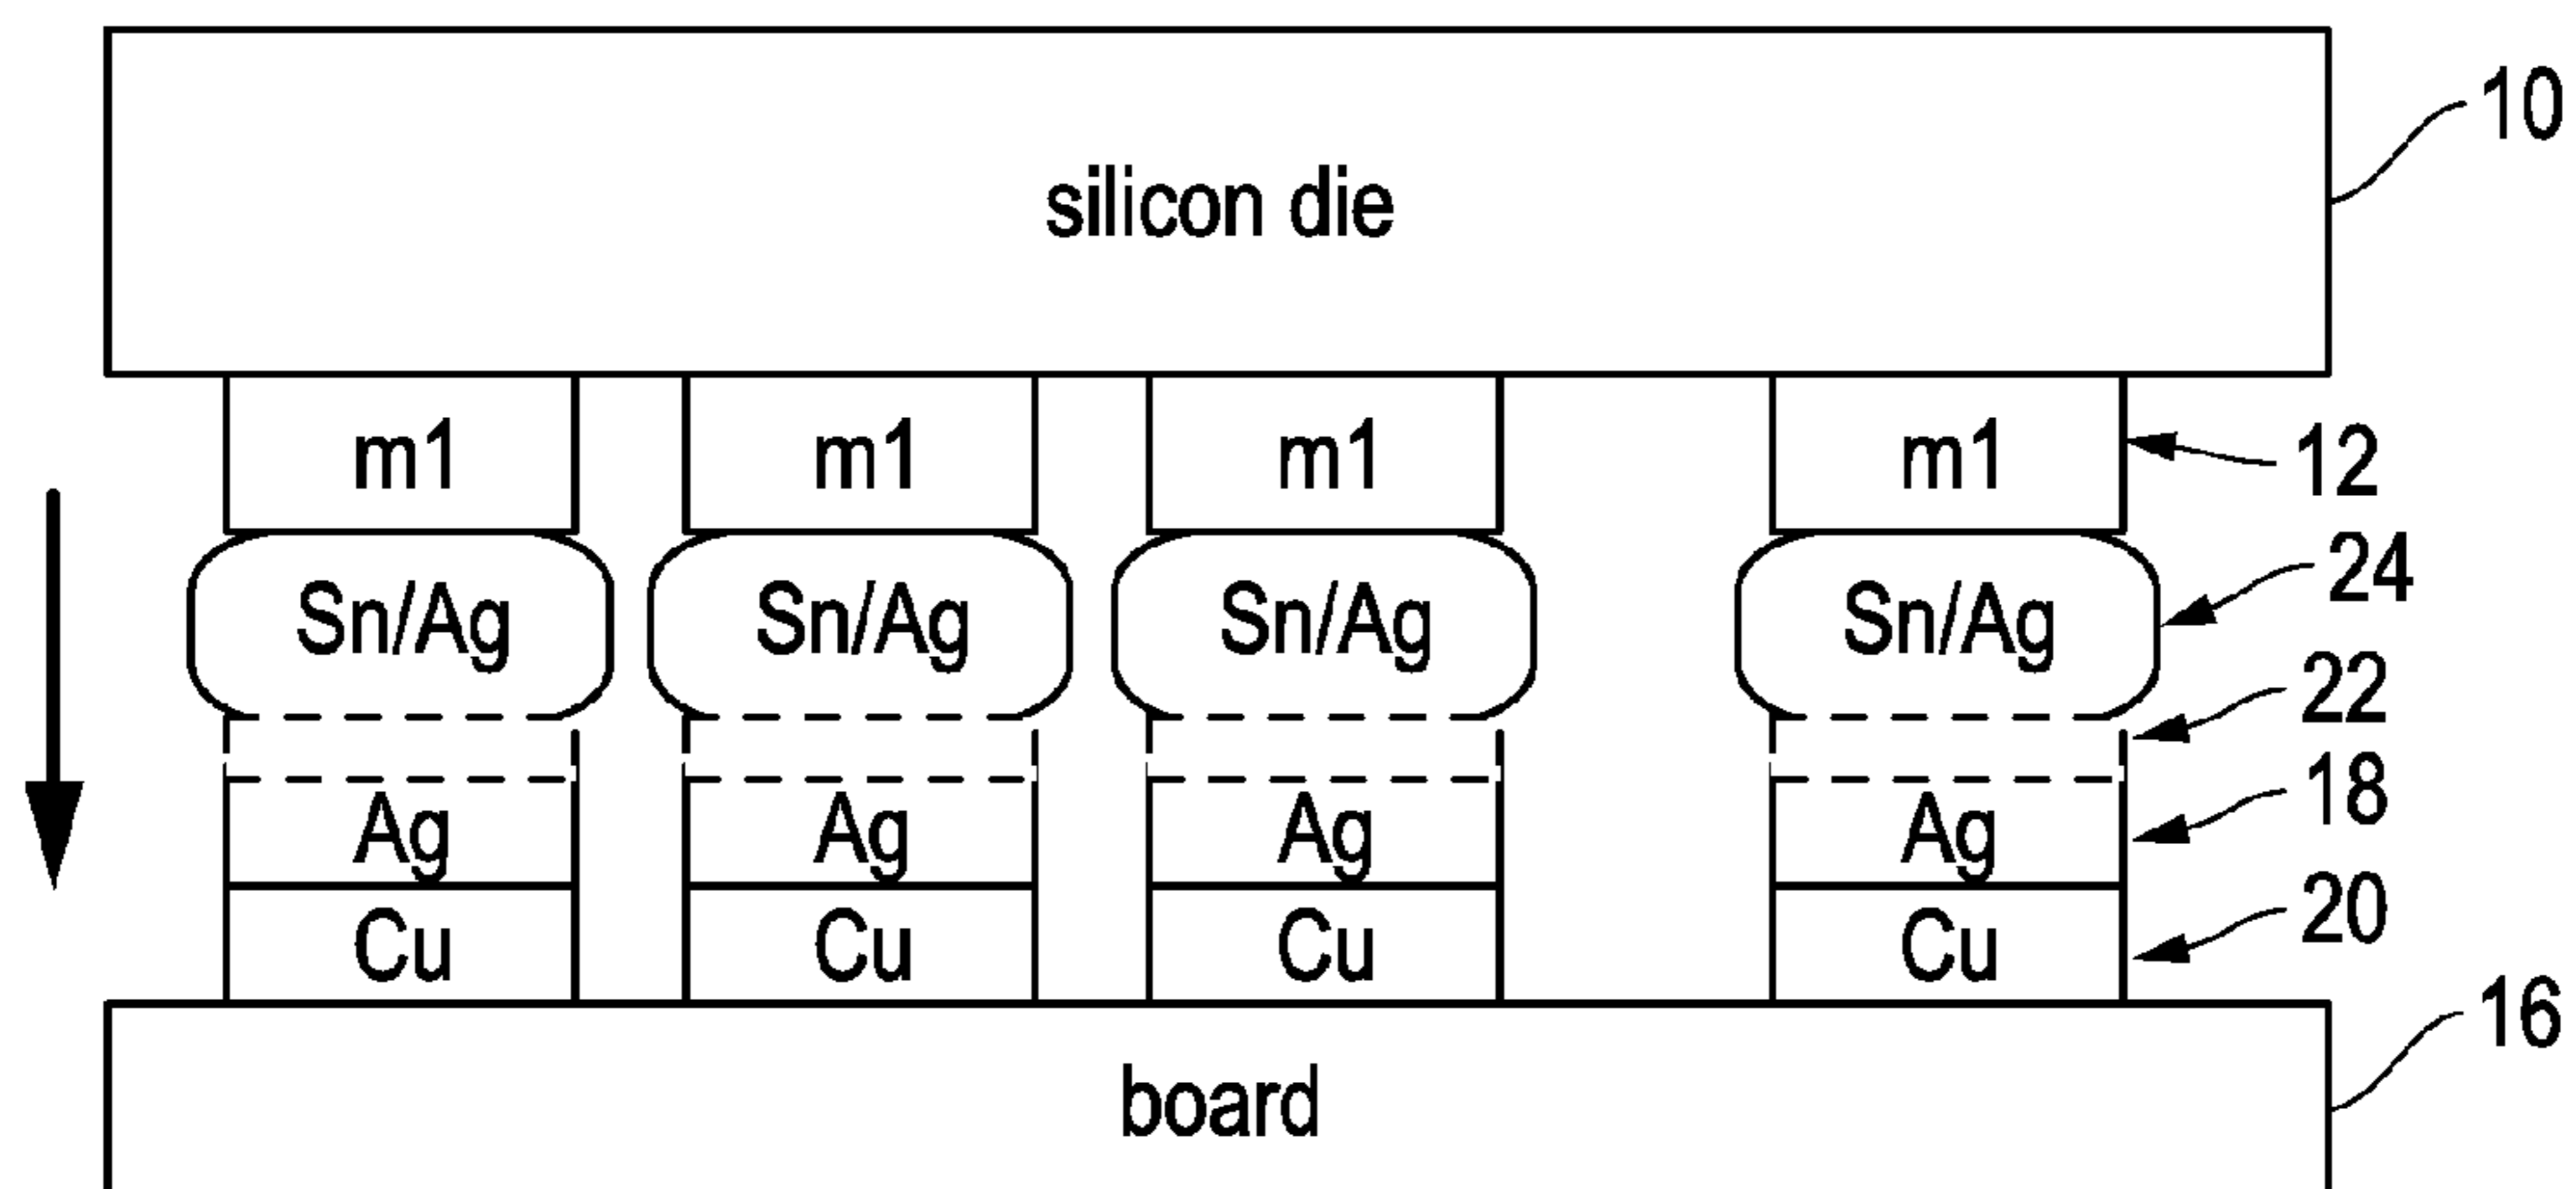 10
silicon die
m1 m1 m1 m1 12
Sn/Ag Sn/Ag Sn/Ag Sn/Ag 24
22
Ag Ag Ag Ag 18
Cu Cu Cu Cu 20
16
board